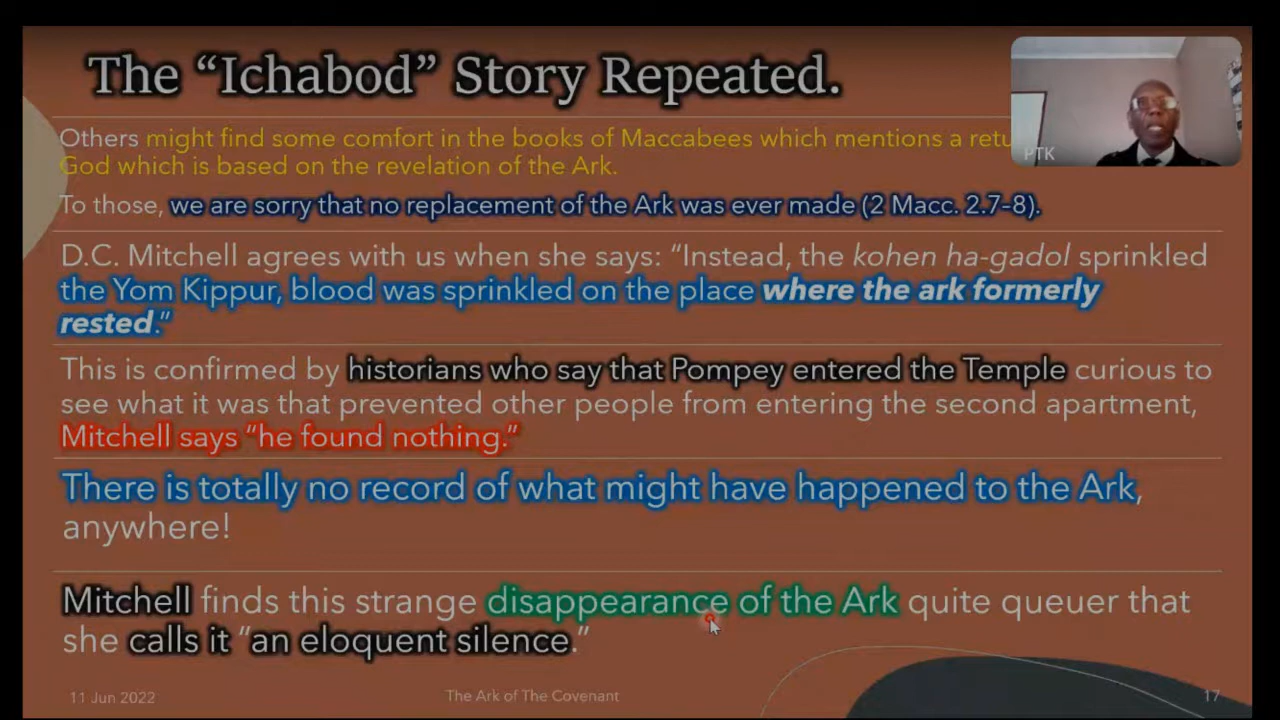 The “Ichabod” Story Repeated.
Others might find some comfort in the books of Maccabees which mentions a
God which is based on the revelation of the Ark.
To those, we are sorry that no replacement of the Ark was ever made (2 Macc. 2.7–8).
D.C. Mitchell agrees with us when she says: “Instead, the kohen ha-gadol sprinkled
the Yom Kippur, blood was sprinkled on the place where the ark formerly
rested.”
This is confirmed by historians who say that Pompey entered the Temple curious to
see what it was that prevented other people from entering the second apartment,
Mitchell says “he found nothing.”
There is totally no record of what might have happened to the Ark,
anywhere!
Mitchell finds this strange disappearance of the Ark quite queuer that
she calls it “an eloquent silence.”
PTK
11 Jun 2022
The Ark of The Covenant
17